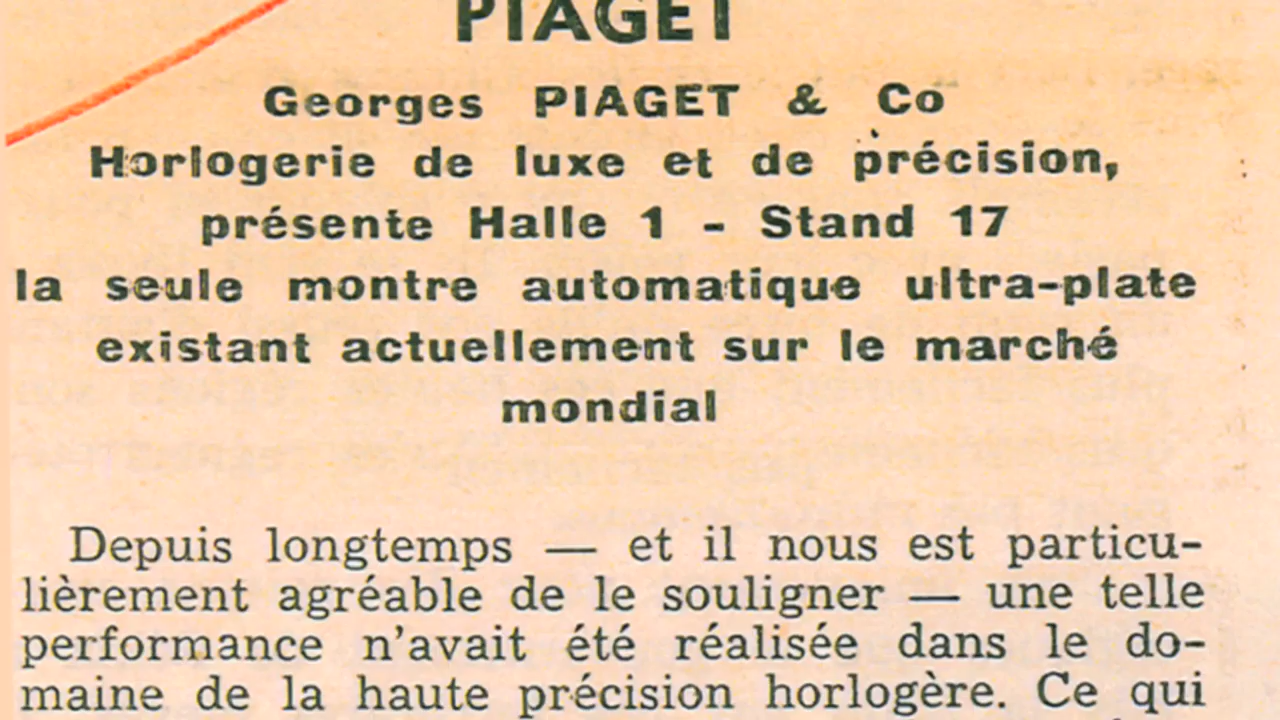 PIAGET
Georges PIAGET & Co
Horlogerie de luxe et de précision,
présente Halle 1 - Stand 17
la seule montre automatique ultra-plate
existant actuellement sur le marché
mondial
Depuis longtemps — et il nous est particu-
lièrement agréable de le souligner — une telle
performance n'avait été réalisée dans le do-
maine de la haute précision horlogère. Ce qui